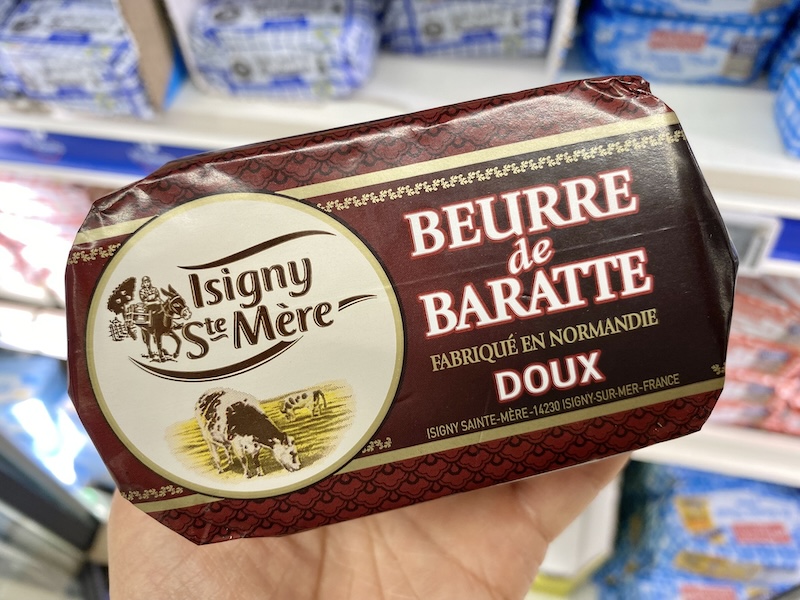 Isigny
Ste Mère
BEURRE
de
BARATTE
FABRIQUÉ EN NORMANDIE
DOUX
ISIGNY SAINTE-MÈRE-14230 ISIGNY-SUR-MER-FRANCE